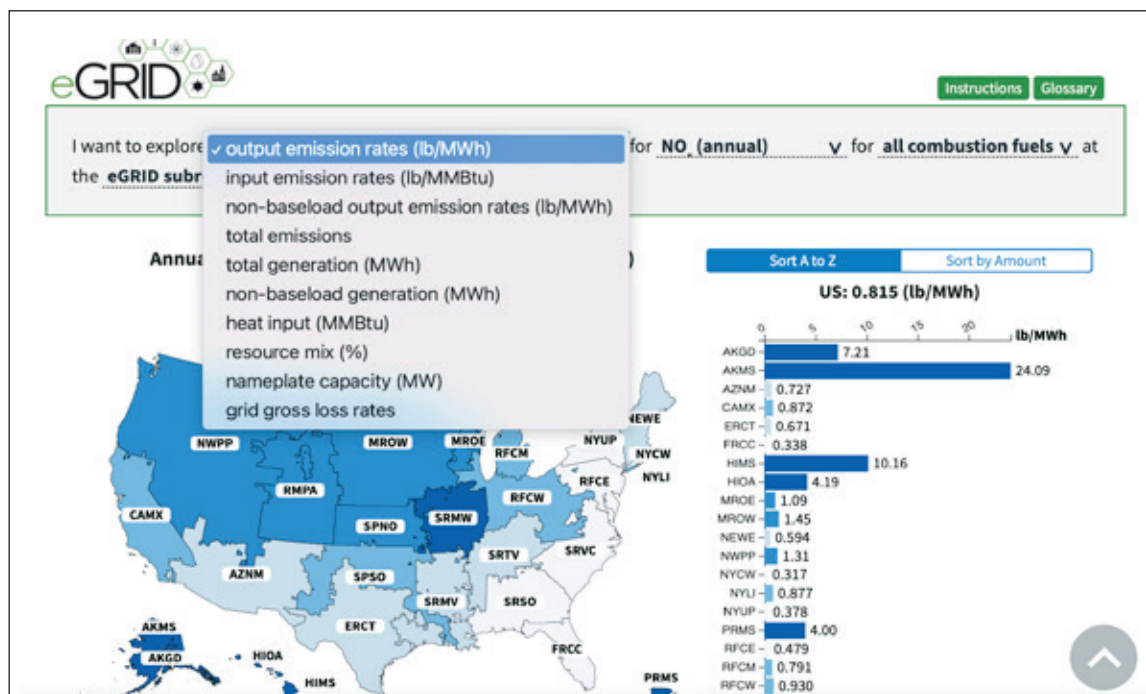 eGRID
Instructions Glossary
I want to explore
for NOx (annual) v for all combustion fuels v at
the eGRID subr
✓ output emission rates (lb/MWh)
input emission rates (lb/MMBtu)
non-baseload output emission rates (lb/MWh)
total emissions
total generation (MWh)
non-baseload generation (MWh)
heat input (MMBtu)
resource mix (%)
nameplate capacity (MW)
grid gross loss rates
Annua )
Sort A to Z Sort by Amount
US: 0.815 (lb/MWh)
0 5 10 15 20 lb/MWh
AKGD 7.21
AKMS 24.09
AZNM 0.727
CAMX 0.872
ERCT 0.671
FRCC 0.338
HIMS 10.16
HIOA 4.19
MROE 1.09
MROW 1.45
NEWE 0.594
NWPP 1.31
NYCW 0.317
NYLI 0.877
NYUP 0.378
PRMS 4.00
RFCE 0.479
RFCM 0.791
RFCW 0.930
NEWE
NWPP MROW MROE NYUP
RFCM NYCW
RMPA RFCE NYLI
RFCW
CAMX SPNO SRMW
SRTV SRVC
AZNM SPSO
SRMV SRSO
ERCT
AKMS FRCC
AKGD HIOA
HIMS PRMS